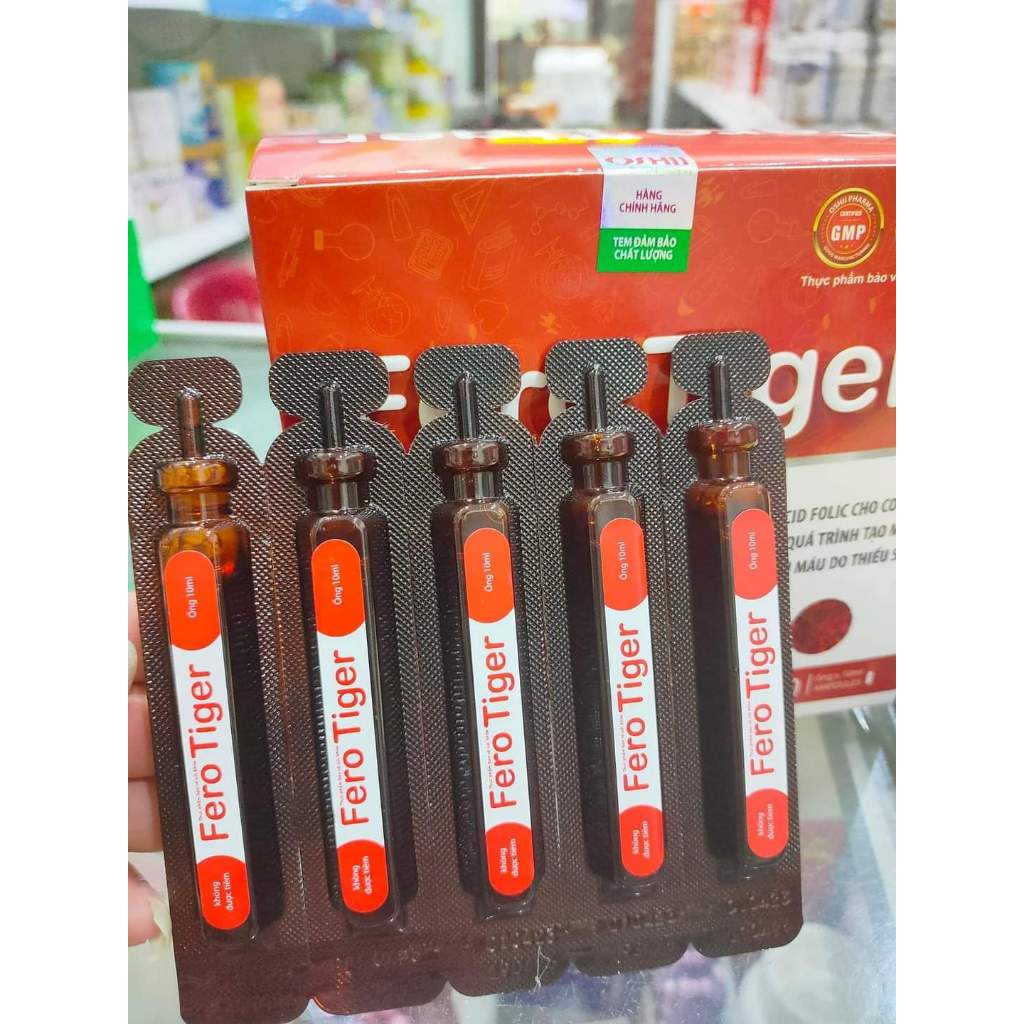 OSHII
HÀNG
CHÍNH HÃNG
TEM ĐẢM BẢO
CHẤT LƯỢNG
OSHII PHARMA
CERTIFIED
GMP
Thực phẩm bảo v
Tiger
CID FOLIC CHO CO
QUÁ TRÌNH TẠO M
MÁU DO THIẾU S
Ống 10ml
Fero Tiger
không
được tiêm
Ống 10ml
Fero Tiger
không
được tiêm
Ống 10ml
Fero Tiger
không
được tiêm
Ống 10ml
Fero Tiger
không
được tiêm
Ống 10ml
Fero Tiger
không
được tiêm